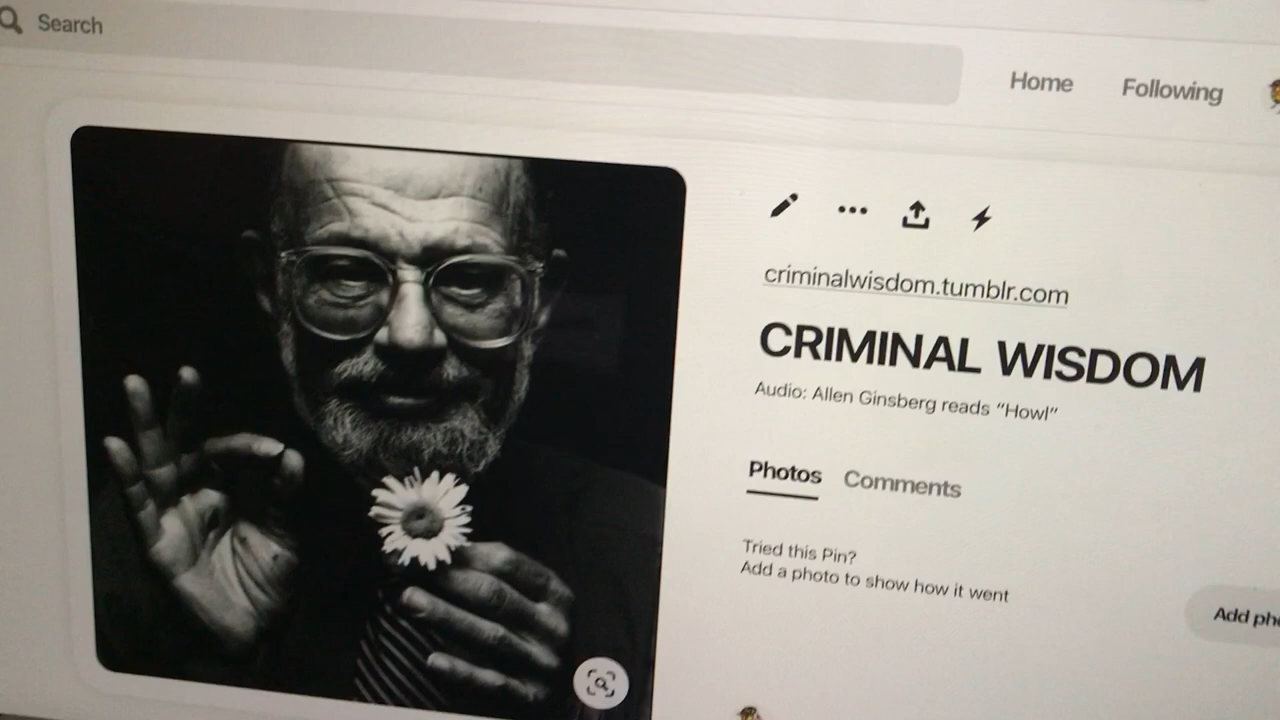 Search
Home
Following
criminalwisdom.tumblr.com
CRIMINAL WISDOM
Audio: Allen Ginsberg reads “Howl”
Photos
Comments
Tried this Pin?
Add a photo to show how it went
Add